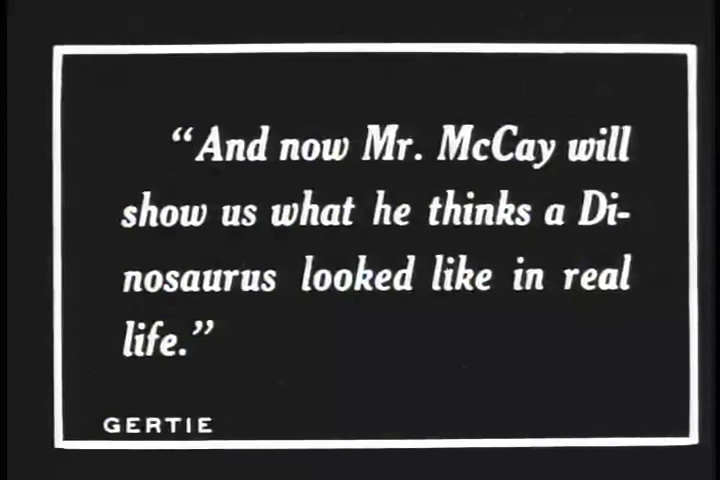 “And now Mr. McCay will
show us what he thinks a Di-
nosaurus looked like in real
life.”
GERTIE